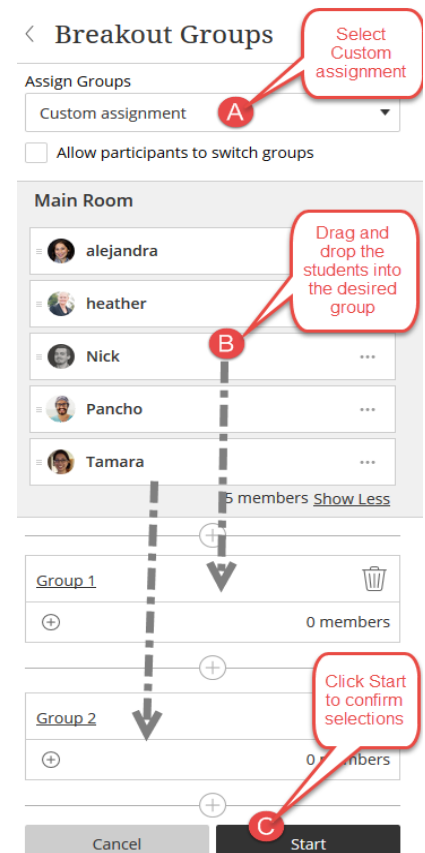 Breakout Groups
Select
Custom
assignment
Assign Groups
Custom assignment
A
Allow participants to switch groups
Main Room
Drag and
drop the
students into
the desired
group
alejandra
heather
B
Nick
Pancho
Tamara
5 members Show Less
Group 1
0 members
Click Start
to confirm
selections
Group 2
0
C
Cancel
Start